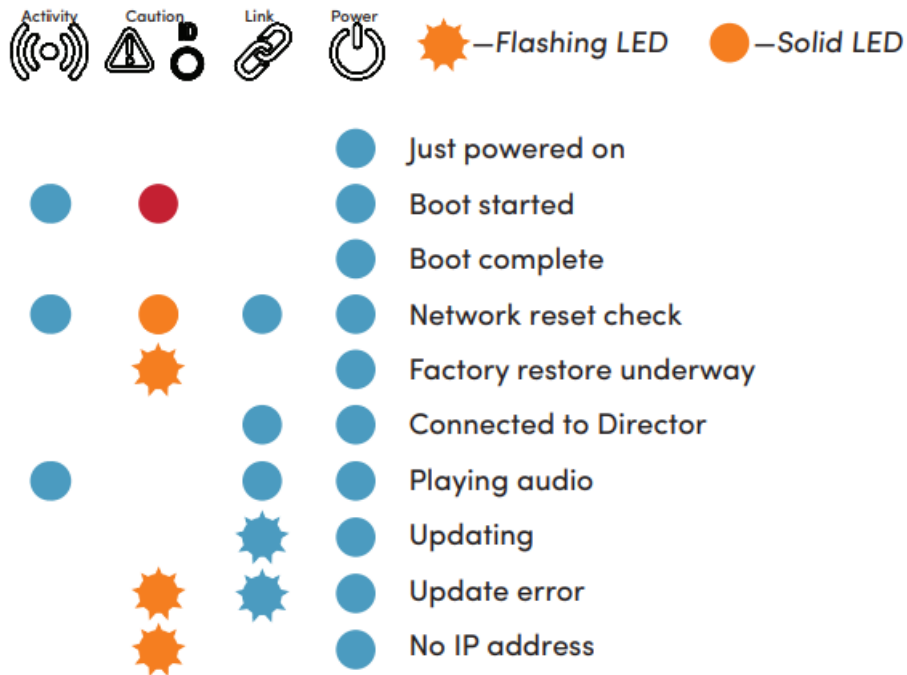 Activity Caution Link Power
ID
—Flashing LED —Solid LED
Just powered on
Boot started
Boot complete
Network reset check
Factory restore underway
Connected to Director
Playing audio
Updating
Update error
No IP address